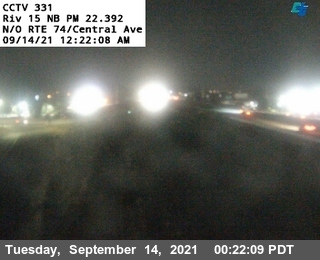 CCTV 331
Riv 15 NB PM 22.392
N/O RTE 74/Central Ave
09/14/21 12:22:08 AM
Tuesday, September 14, 2021 00:22:09 PDT